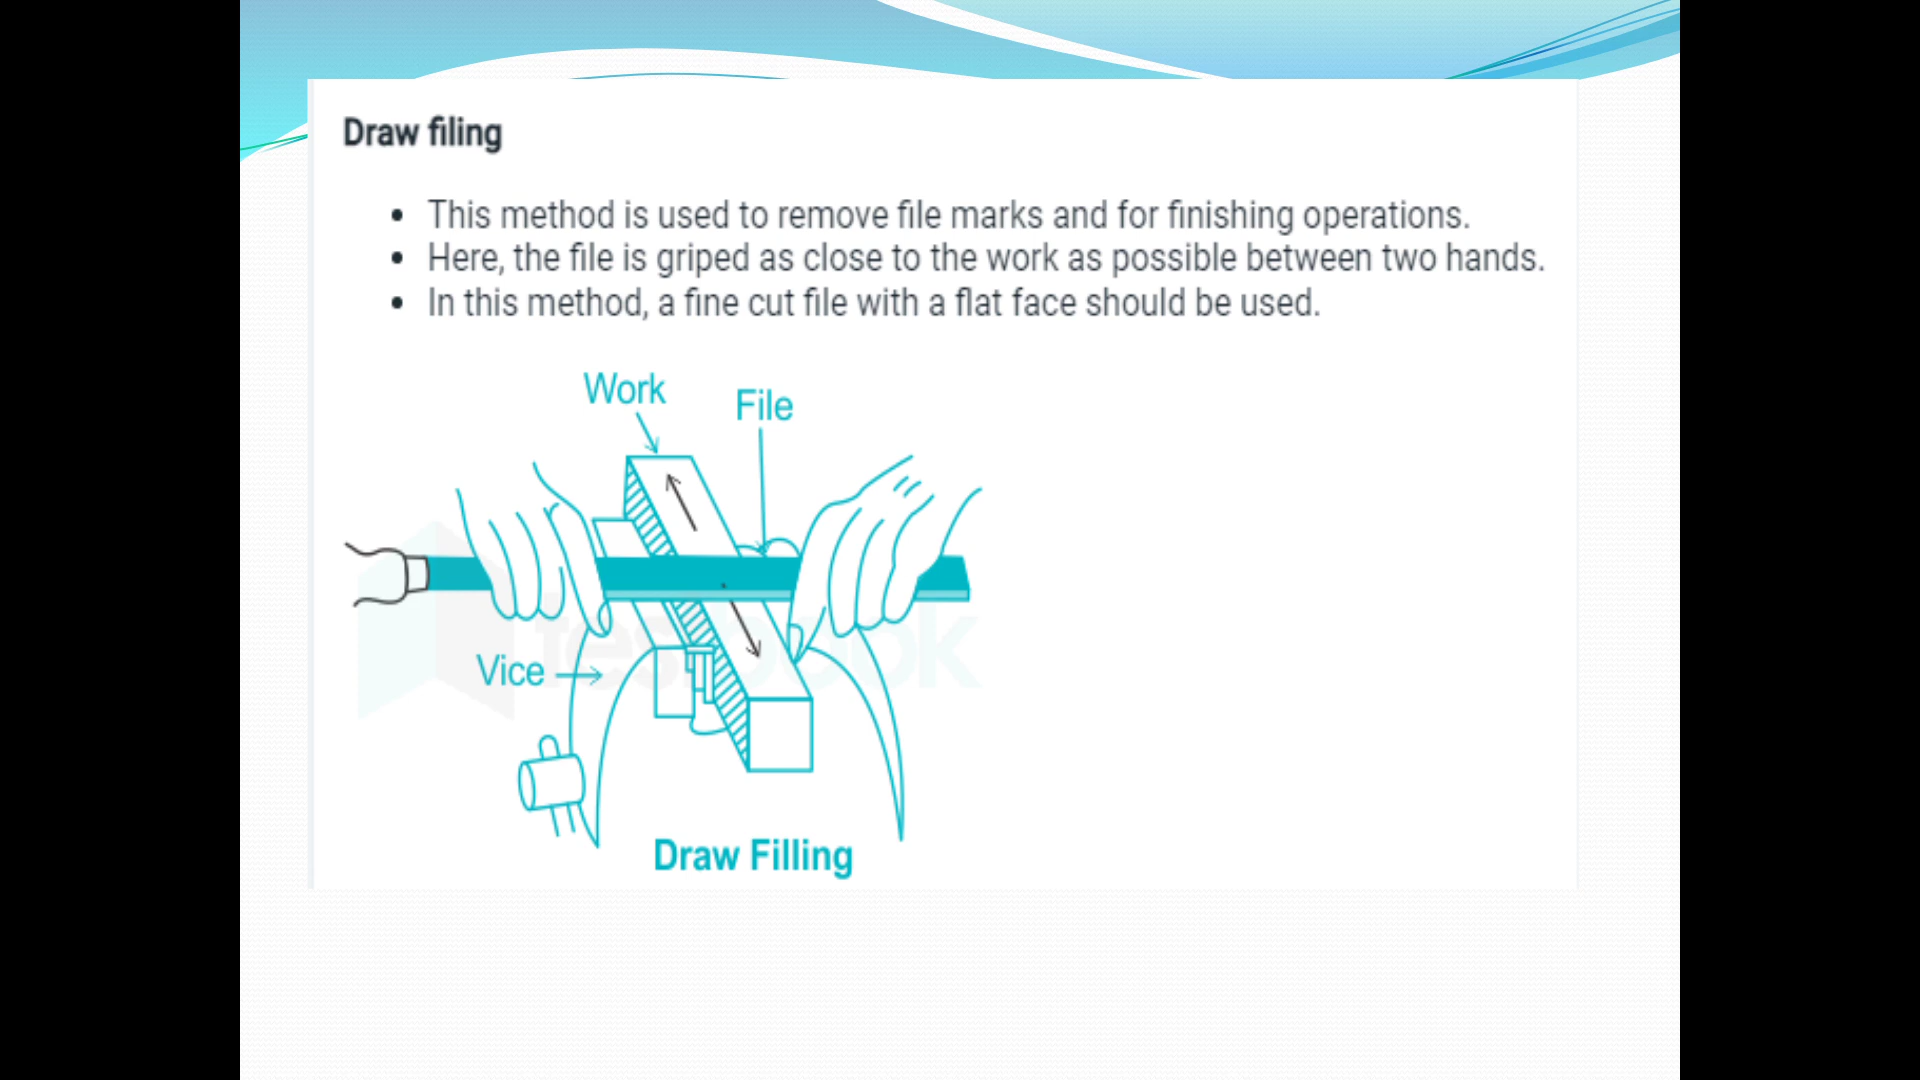 Draw filing
• This method is used to remove file marks and for finishing operations.
• Here, the file is griped as close to the work as possible between two hands.
• In this method, a fine cut file with a flat face should be used.
Work
File
Vice
testbook
Draw Filling